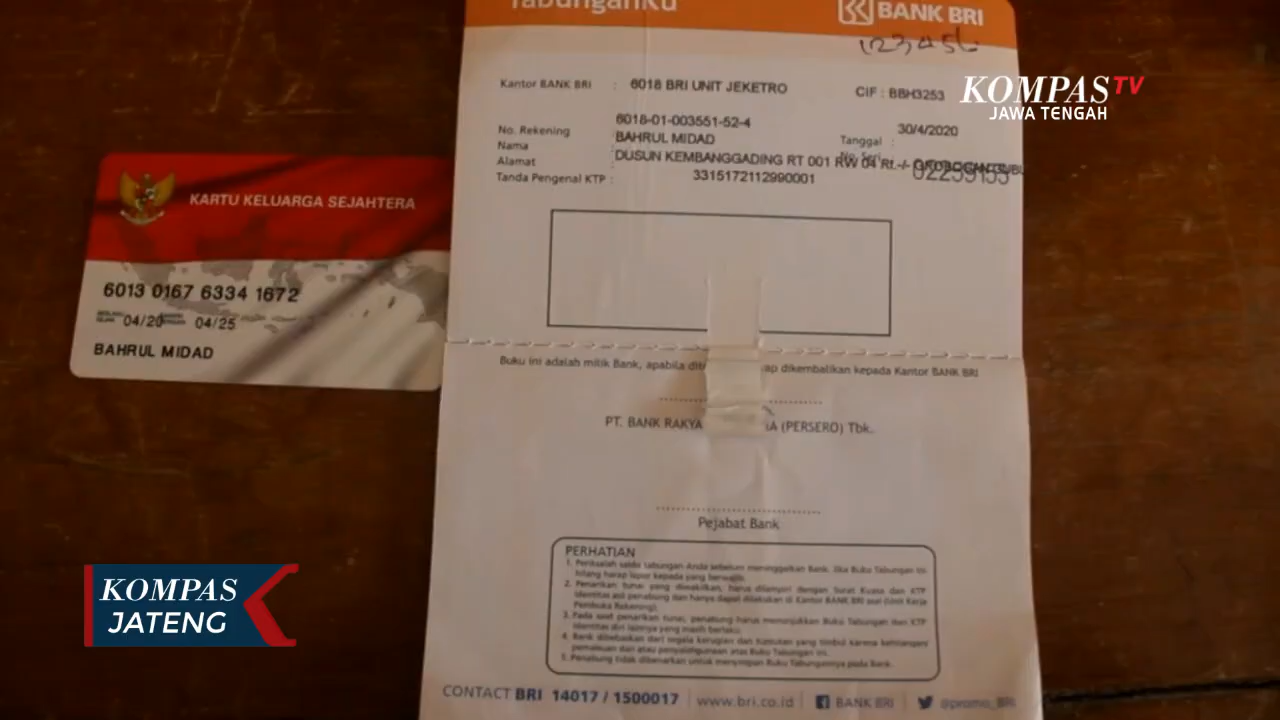 TabunganKu
BANK BRI
123456
Kantor BANK BRI : 6018 BRI UNIT JEKETRO
CIF : BBH3253
KOMPAS TV
JAWA TENGAH
No. Rekening 6018-01-003551-52-4
Tanggal : 30/4/2020
Nama BAHRUL MIDAD
No. Seri
Alamat : DUSUN KEMBANGGADING RT 001 RW 04 Rt.-/-
Tanda Pengenal KTP : 3315172112990001
KARTU KELUARGA SEJAHTERA
6013 0167 6334 1672
04/20 04/25
BAHRUL MIDAD
Buku ini adalah milik Bank, apabila dikembalikan kepada Kantor BANK BRI
PT. BANK RAKYA A (PERSERO) Tbk.
Pejabat Bank
PERHATIAN
1. Periksalah saldo Tabungan Anda sebelum meninggalkan Bank. Jika Buku Tabungan ini
hilang harap lapor kepada yang berwajib.
2. Penarikan tunai yang diwakilkan, harus dilampiri dengan Surat Kuasa dan KTP
Identitas asli penabung dan hanya dapat dilakukan di Kantor BANK BRI asal (Unit Kerja
Pembuka Rekening).
3. Pada saat penarikan tunai, penabung harus menunjukkan Buku Tabungan dan KTP
Identitas diri lainnya yang masih berlaku.
4. Bank dibebaskan dari segala kerugian dan tuntutan yang timbul karena kehilangan/
pemalsuan dan atau penyalahgunaan atas Buku Tabungan ini.
5. Penabung tidak dibenarkan untuk menyimpan Buku Tabungannya pada Bank.
CONTACT BRI 14017 / 1500017 | www.bri.co.id | BANK BRI @promo_BRI
KOMPAS
JATENG